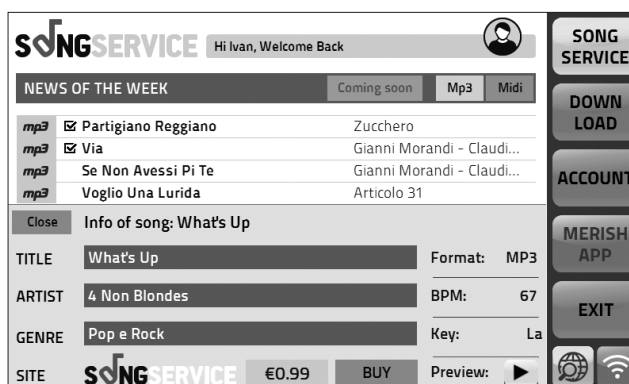 SONGSERVICE Hi Ivan, Welcome Back
NEWS OF THE WEEK Coming soon Mp3 Midi
mp3 Partigiano Reggiano Zucchero
mp3 Via Gianni Morandi - Claudi...
mp3 Se Non Avessi Pi Te Gianni Morandi - Claudi...
mp3 Voglio Una Lurida Articolo 31
Close Info of song: What's Up
TITLE What's Up Format: MP3
ARTIST 4 Non Blondes BPM: 67
GENRE Pop e Rock Key: La
SITE SONGSERVICE €0.99 BUY Preview:
SONG
SERVICE
DOWN
LOAD
ACCOUNT
MERISH
APP
EXIT